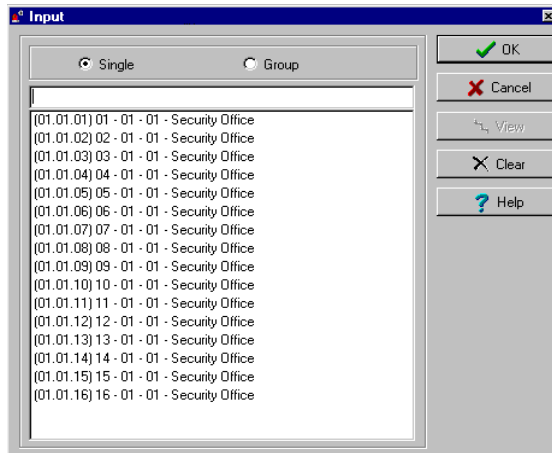 Input
Single
Group
(01.01.01) 01 - 01 - 01 - Security Office
(01.01.02) 02 - 01 - 01 - Security Office
(01.01.03) 03 - 01 - 01 - Security Office
(01.01.04) 04 - 01 - 01 - Security Office
(01.01.05) 05 - 01 - 01 - Security Office
(01.01.06) 06 - 01 - 01 - Security Office
(01.01.07) 07 - 01 - 01 - Security Office
(01.01.08) 08 - 01 - 01 - Security Office
(01.01.09) 09 - 01 - 01 - Security Office
(01.01.10) 10 - 01 - 01 - Security Office
(01.01.11) 11 - 01 - 01 - Security Office
(01.01.12) 12 - 01 - 01 - Security Office
(01.01.13) 13 - 01 - 01 - Security Office
(01.01.14) 14 - 01 - 01 - Security Office
(01.01.15) 15 - 01 - 01 - Security Office
(01.01.16) 16 - 01 - 01 - Security Office
OK
Cancel
View
Clear
Help